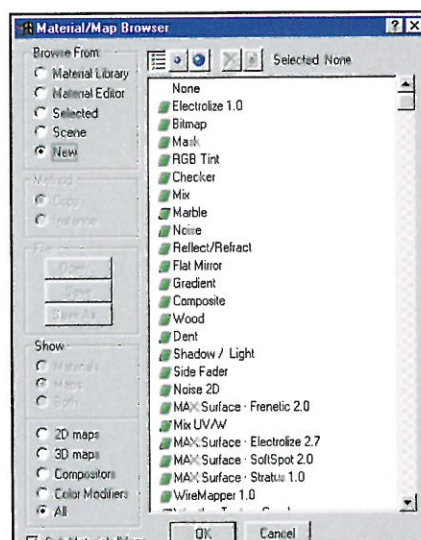 Material/Map Browser
Browse From:
Material Library
Material Editor
Selected
Scene
New
Method
Copy
Instance
Open
Save
Save As
Show
Materials
Maps
Both
2D maps
3D maps
Compositors
Color Modifiers
All
Selected: None
None
Electrolize 1.0
Bitmap
Mask
RGB Tint
Checker
Mix
Marble
Noise
Reflect/Refract
Flat Mirror
Gradient
Composite
Wood
Dent
Shadow / Light
Side Fader
Noise 2D
MAX.Surface - Frenetic 2.0
Mix UV/W
MAX.Surface - Electrolize 2.7
MAX.Surface - SoftSpot 2.0
MAX.Surface - Stratus 1.0
WireMapper 1.0
OK
Cancel